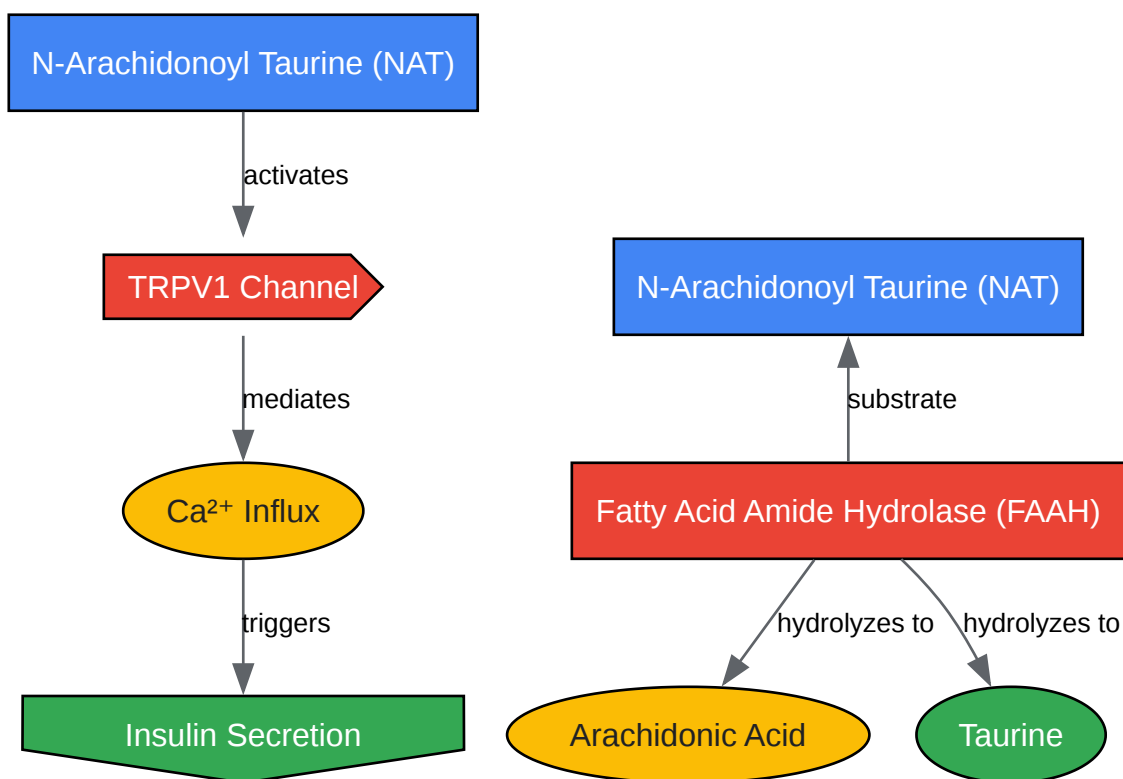 N-Arachidonoyl Taurine (NAT)
activates
TRPV1 Channel
mediates
Ca²⁺ Influx
triggers
Insulin Secretion
N-Arachidonoyl Taurine (NAT)
substrate
Fatty Acid Amide Hydrolase (FAAH)
hydrolyzes to
hydrolyzes to
Arachidonic Acid
Taurine